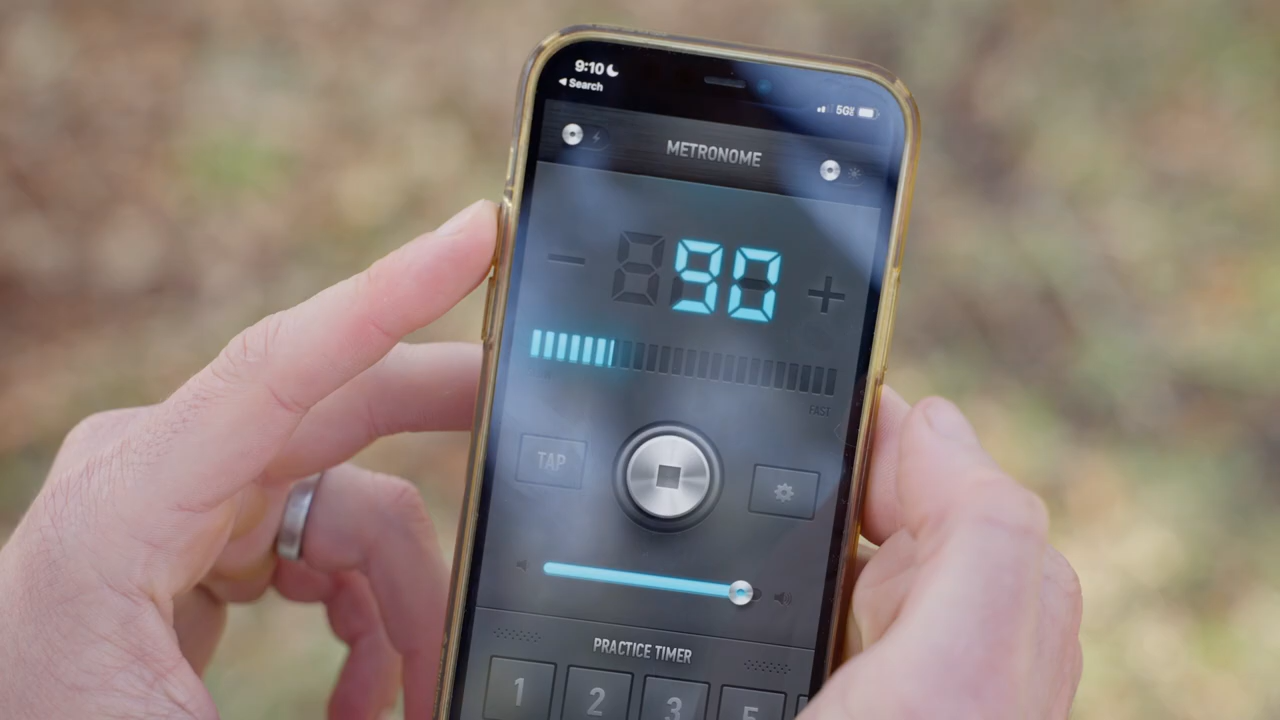 9:10
◀ Search
5G
METRONOME
90
FAST
TAP
PRACTICE TIMER
1 2 3 5